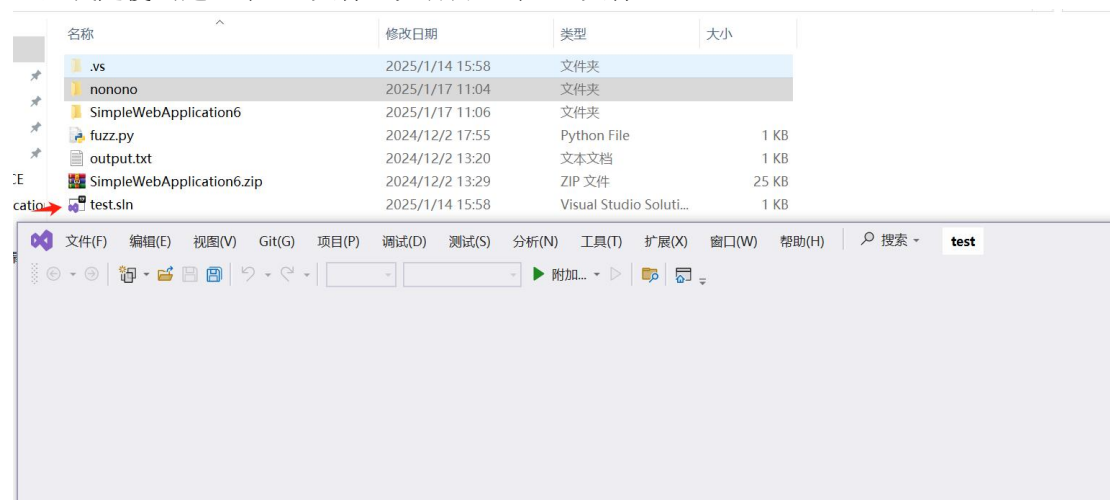 名称 修改日期 类型 大小
.vs 2025/1/14 15:58 文件夹
nonono 2025/1/17 11:04 文件夹
SimpleWebApplication6 2025/1/17 11:06 文件夹
fuzz.py 2024/12/2 17:55 Python File 1 KB
output.txt 2024/12/2 13:20 文本文档 1 KB
CE SimpleWebApplication6.zip 2024/12/2 13:29 ZIP 文件 25 KB
catio test.sln 2025/1/14 15:58 Visual Studio Soluti... 1 KB
文件(F) 编辑(E) 视图(V) Git(G) 项目(P) 调试(D) 测试(S) 分析(N) 工具(T) 扩展(X) 窗口(W) 帮助(H) 搜索 test
附加...